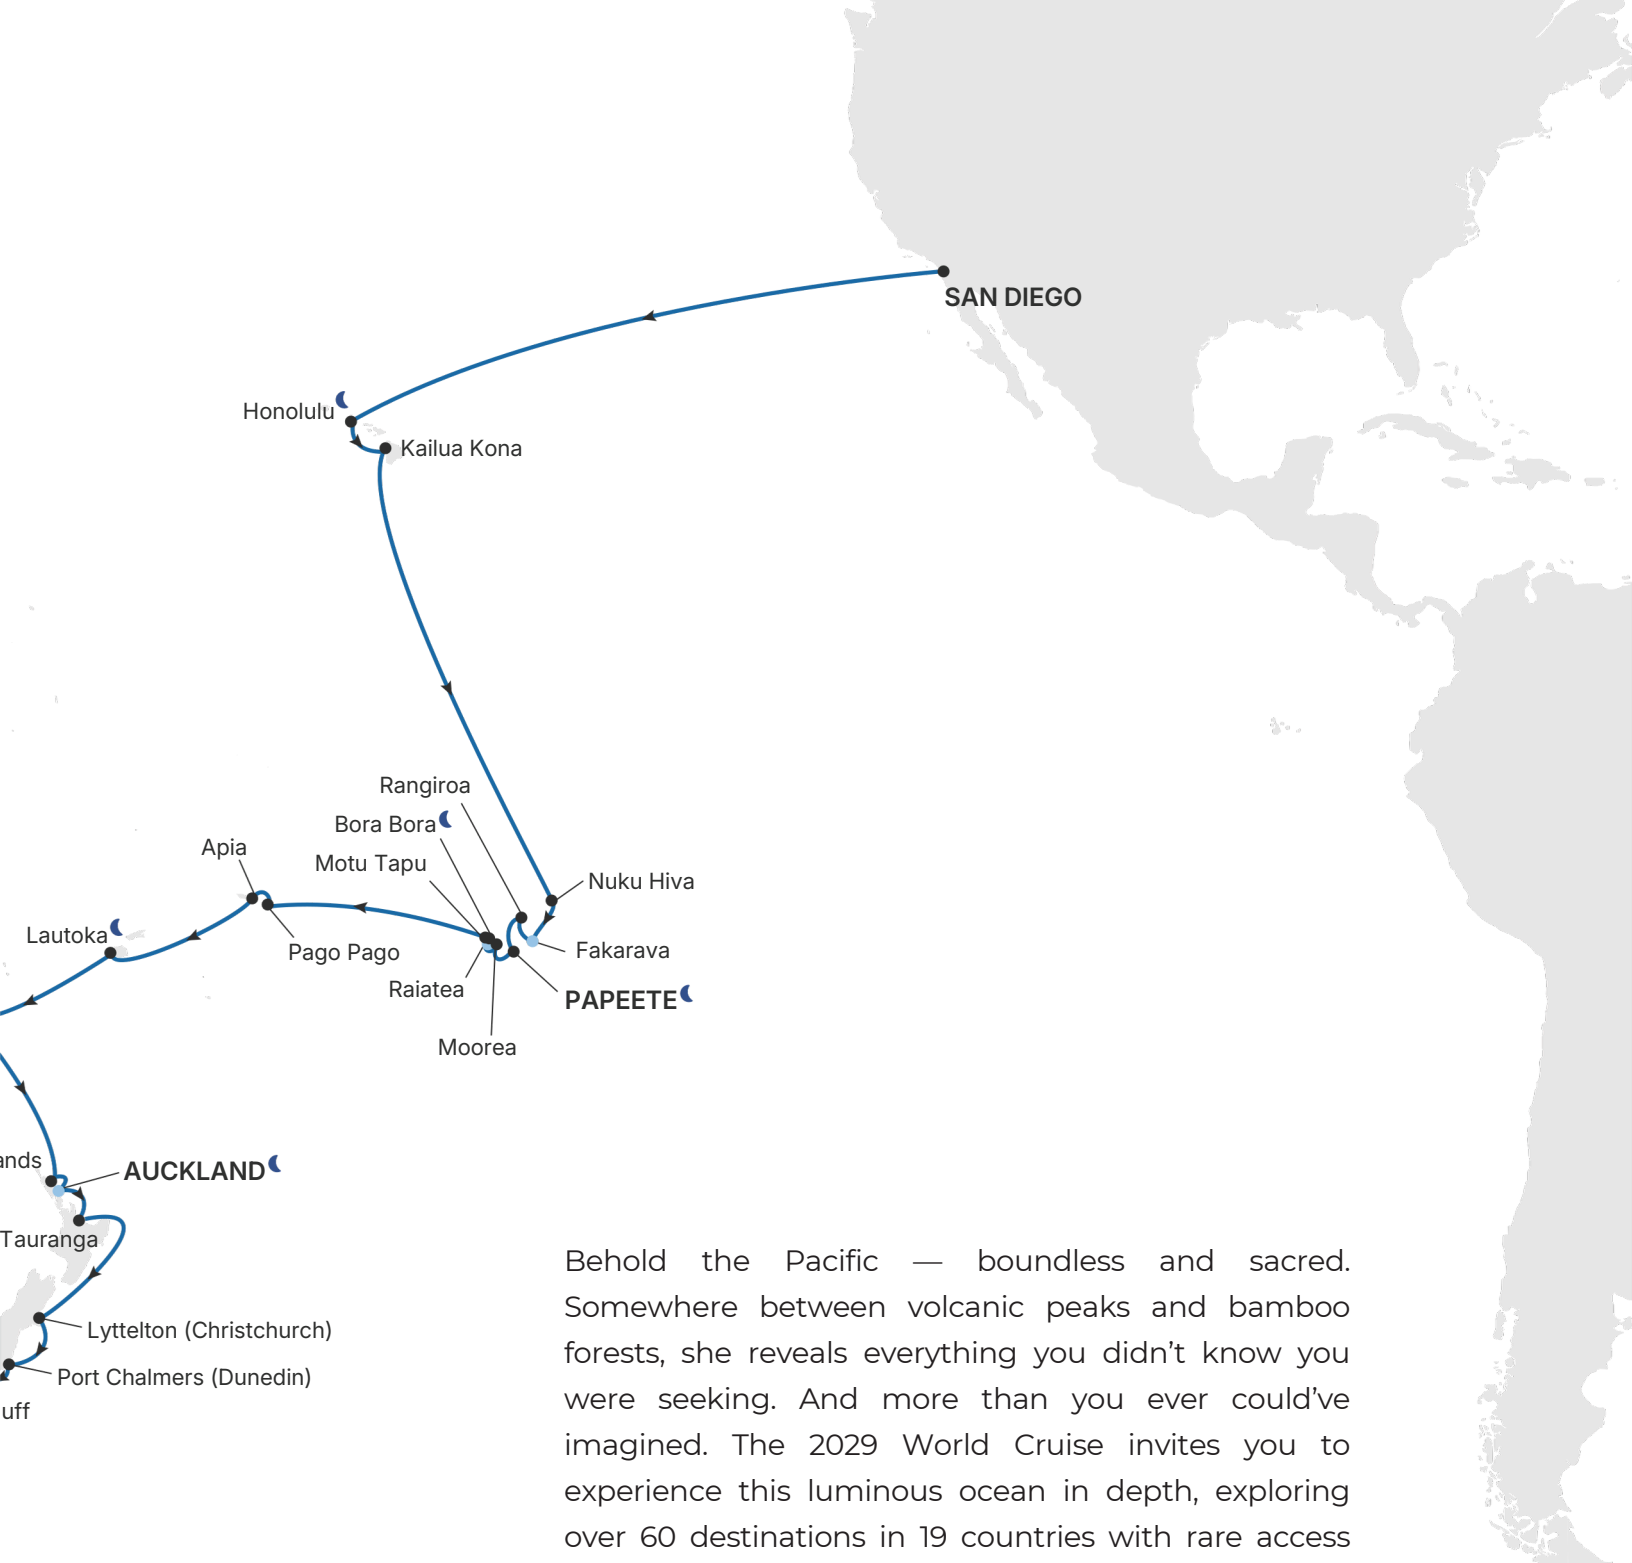 SAN DIEGO
Honolulu
Kailua Kona
Rangiroa
Bora Bora
Apia
Motu Tapu
Nuku Hiva
Lautoka
Pago Pago
Fakarava
Raiatea
PAPEETE
Moorea
ands
AUCKLAND
Tauranga
Lyttelton (Christchurch)
Port Chalmers (Dunedin)
uff
Behold the Pacific — boundless and sacred.
Somewhere between volcanic peaks and bamboo
forests, she reveals everything you didn’t know you
were seeking. And more than you ever could’ve
imagined. The 2029 World Cruise invites you to
experience this luminous ocean in depth, exploring
over 60 destinations in 19 countries with rare access